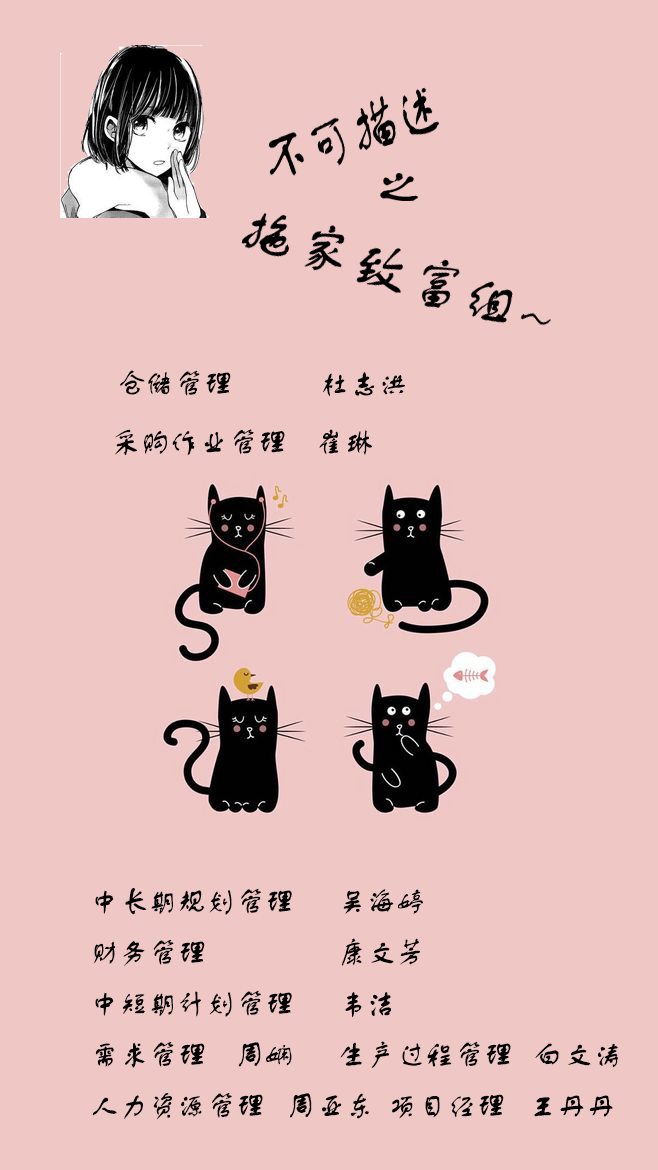 不可描述
之
拖家致富组~
仓储管理 杜志洪
采购作业管理 崔琳
中长期规划管理 吴海婷
财务管理 康文芳
中短期计划管理 韦洁
需求管理 周娴 生产过程管理 白文涛
人力资源管理 周亚东 项目经理 王丹丹